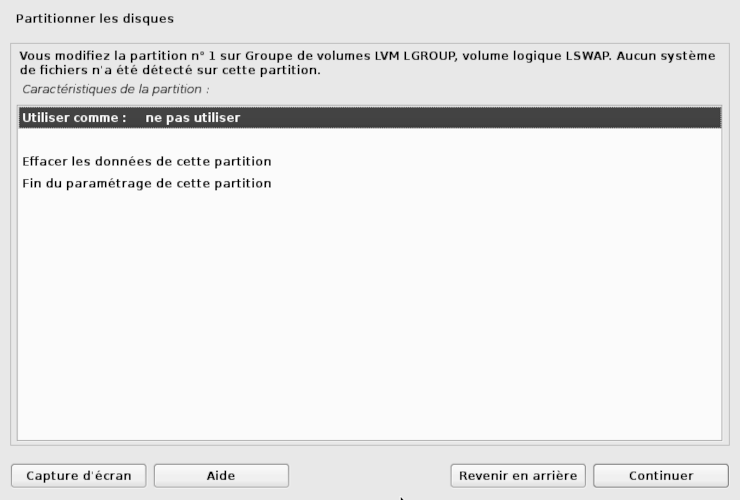 Partitionner les disques
Vous modifiez la partition n° 1 sur Groupe de volumes LVM LGROUP, volume logique LSWAP. Aucun système
de fichiers n'a été détecté sur cette partition.
Caractéristiques de la partition :
Utiliser comme : ne pas utiliser
Effacer les données de cette partition
Fin du paramétrage de cette partition
Capture d'écran Aide Revenir en arrière Continuer